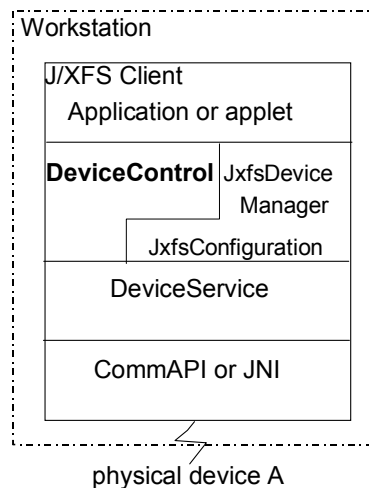 Workstation
J/XFS Client
Application or applet
DeviceControl
JxfsDevice
Manager
JxfsConfiguration
DeviceService
CommAPI or JNI
physical device A